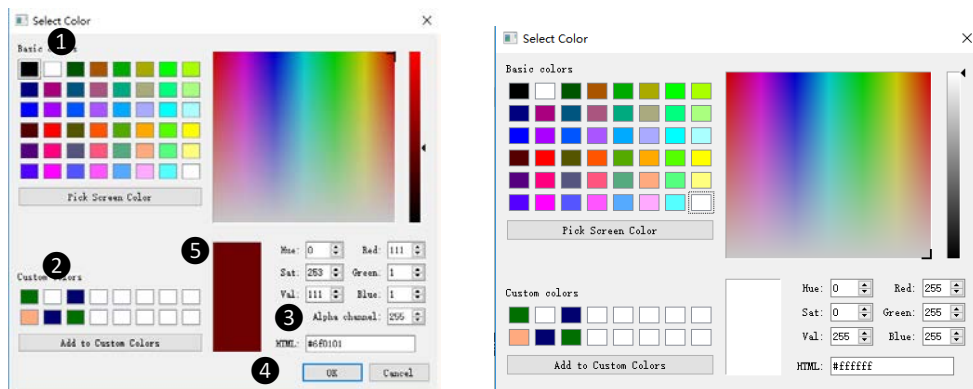 Select Color
1
Basic colors
Pick Screen Color
5
Hue: 0 Red: 111
2
Custom colors
Sat: 253 Green: 1
Val: 111 Blue: 1
3
Alpha channel: 255
Add to Custom Colors
HTML: #6f0101
4
OK Cancel
Select Color
Basic colors
Pick Screen Color
Custom colors
Hue: 0 Red: 255
Sat: 0 Green: 255
Val: 255 Blue: 255
Add to Custom Colors
HTML: #ffffff